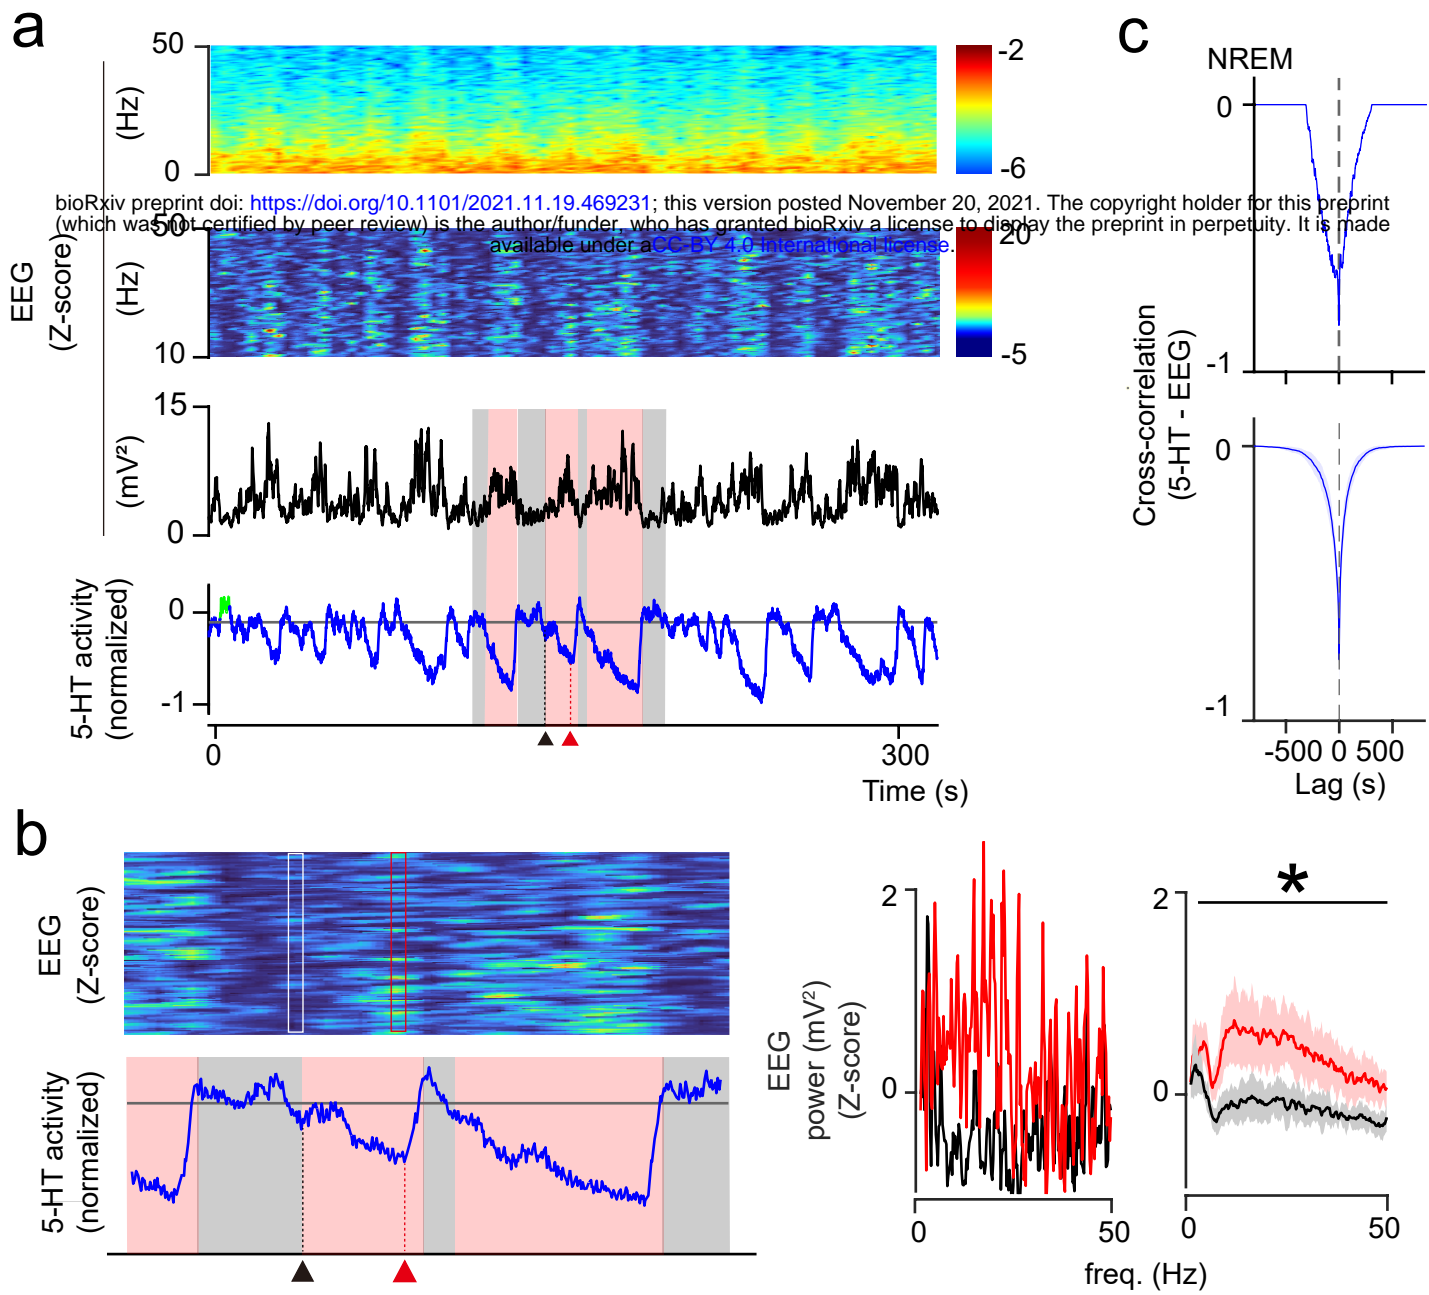 a
50
(Hz)
0
-2
-6
bioRxiv preprint doi: https://doi.org/10.1101/2021.11.19.469231; this version posted November 20, 2021. The copyright holder for this preprint
(which was not certified by peer review) is the author/funder, who has granted bioRxiv a license to display the preprint in perpetuity. It is made
available under aCC-BY 4.0 International license.
50
(Hz)
10
20
-5
EEG
(Z-score)
15
(mV²)
0
5-HT activity
(normalized)
0
-1
0
300
Time (s)
c
NREM
0
-1
Cross-correlation
(5-HT - EEG)
0
-1
-500 0 500
Lag (s)
b
EEG
(Z-score)
5-HT activity
(normalized)
EEG
power (mV²)
(Z-score)
2
0
0
50
2
*
0
0
50
freq. (Hz)